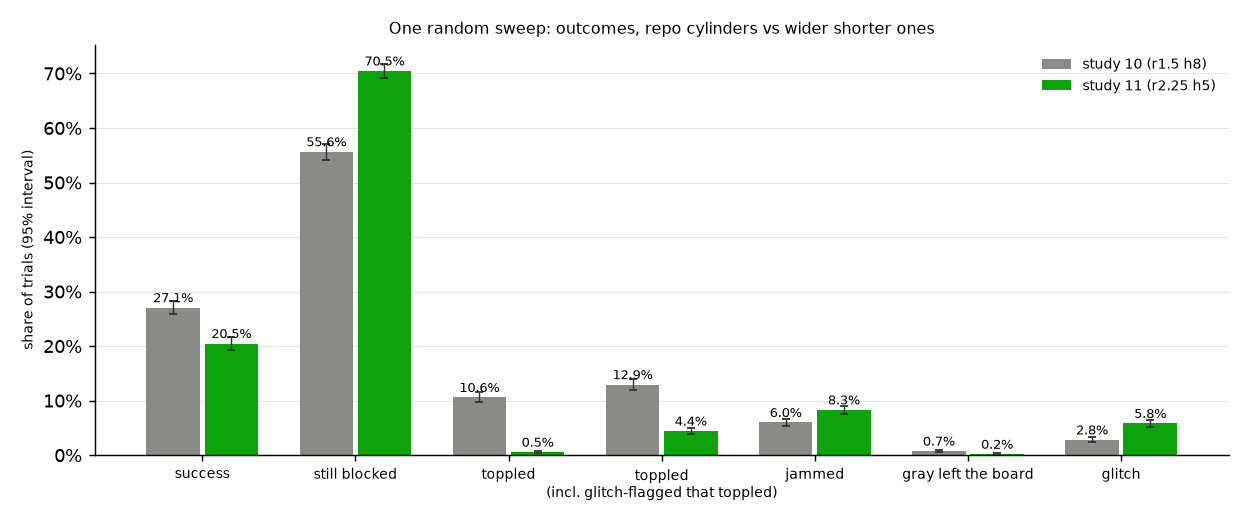 One random sweep: outcomes, repo cylinders vs wider shorter ones
study 10 (r1.5 h8)
study 11 (r2.25 h5)
share of trials (95% interval)
70%
60%
50%
40%
30%
20%
10%
0%
27.1%
20.5%
55.6%
70.5%
10.6%
0.5%
12.9%
4.4%
6.0%
8.3%
0.7%
0.2%
2.8%
5.8%
success
still blocked
toppled
toppled
(incl. glitch-flagged that toppled)
jammed
gray left the board
glitch